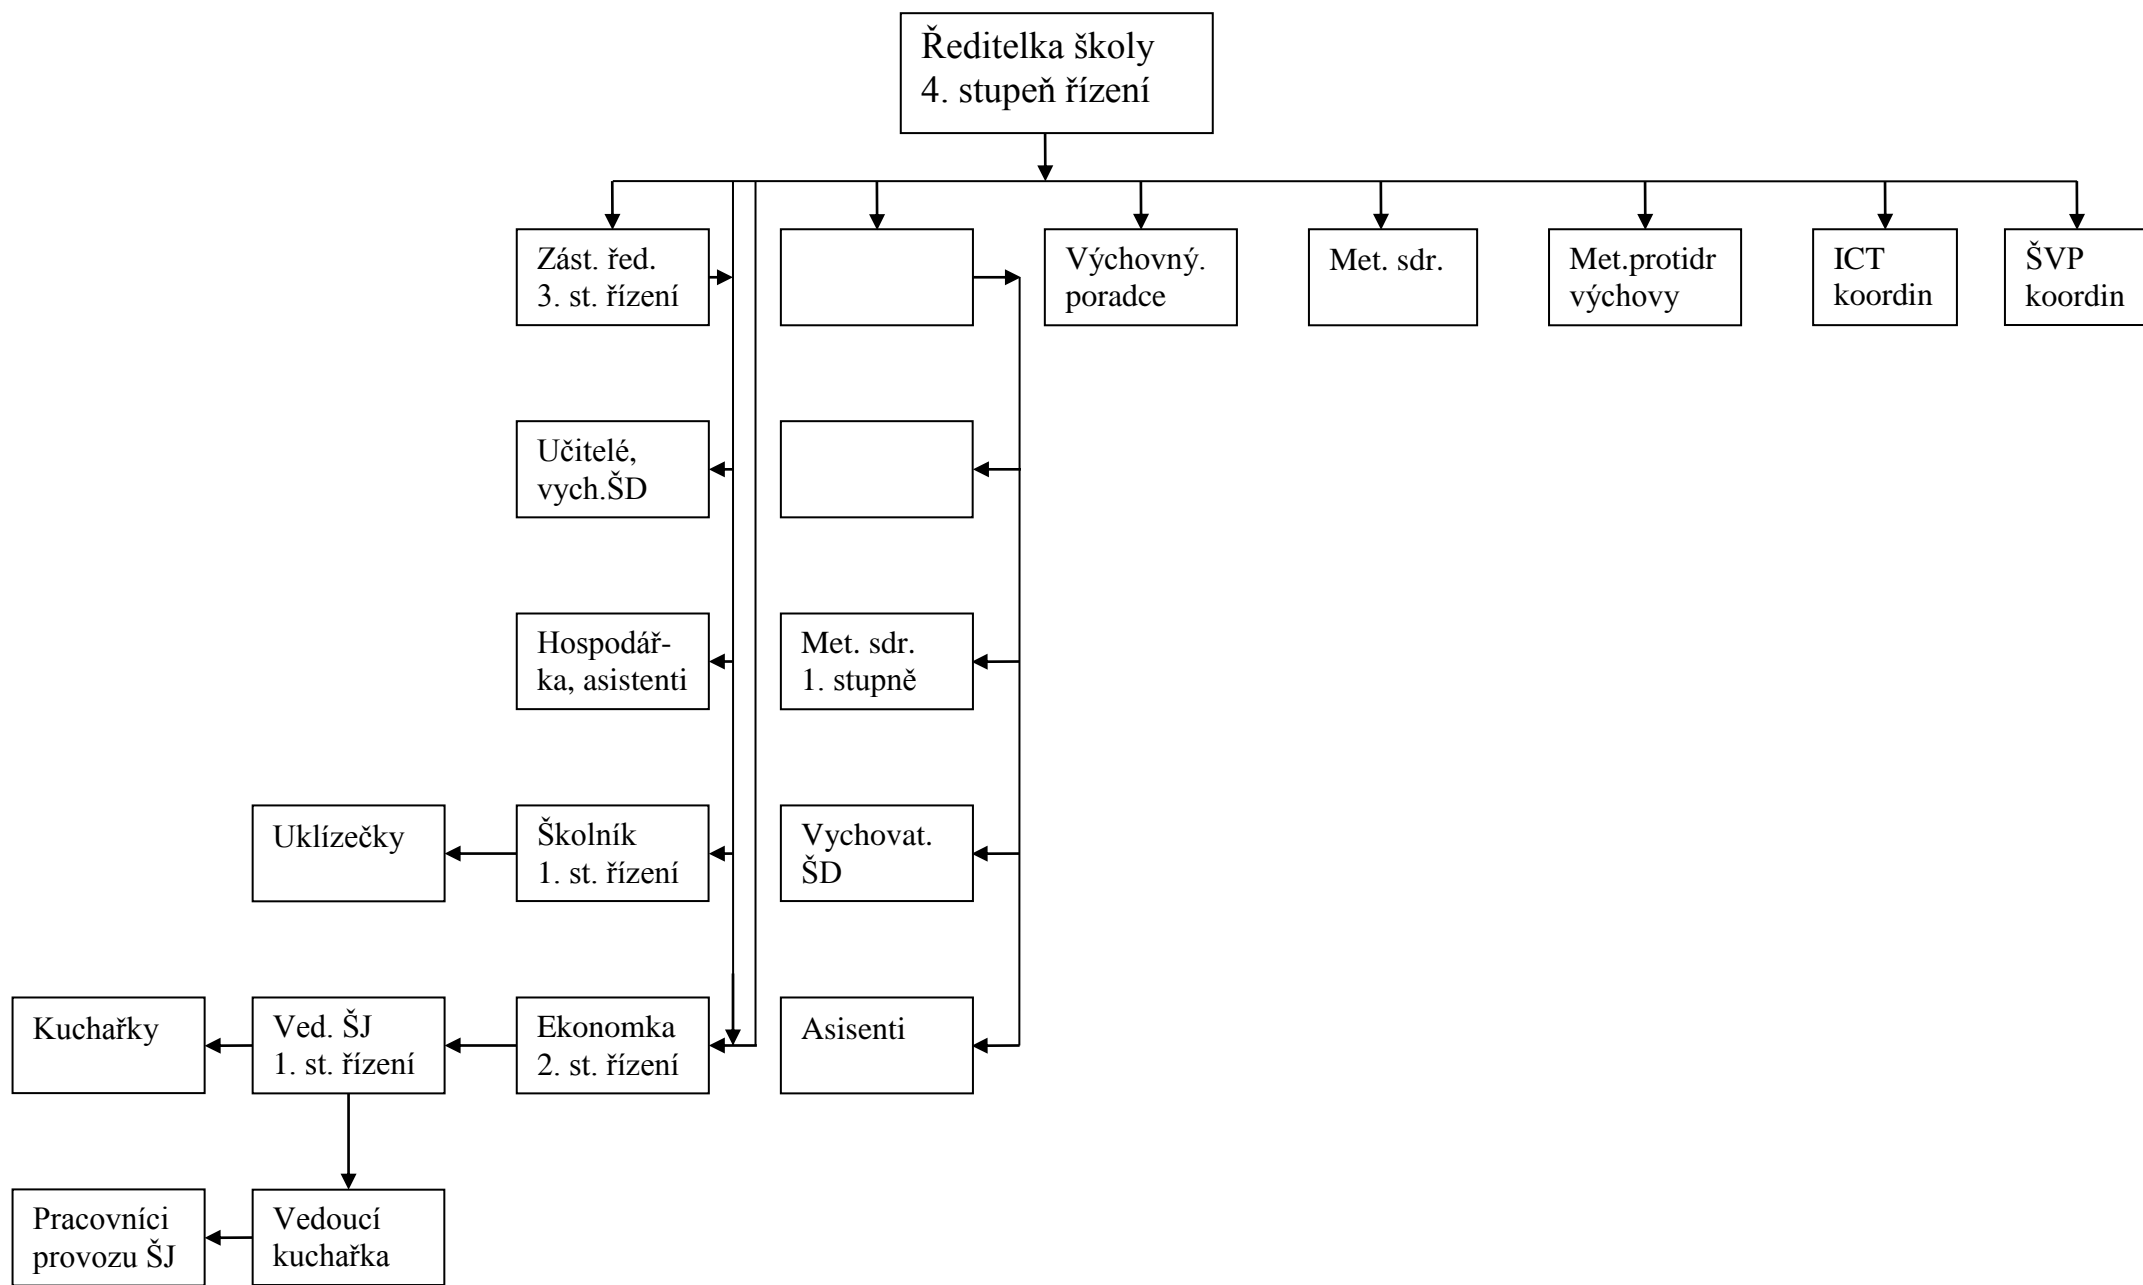 Ředitelka školy
4. stupeň řízení
Zást. řed.
3. st. řízení
Výchovný.
poradce
Met. sdr.
Met.protidr
výchovy
ICT
koordin
ŠVP
koordin
Učitelé,
vych.ŠD
Hospodář-
ka, asistenti
Met. sdr.
1. stupně
Uklízečky
Školník
1. st. řízení
Vychovat.
ŠD
Kuchařky
Ved. ŠJ
1. st. řízení
Ekonomka
2. st. řízení
Asisenti
Pracovníci
provozu ŠJ
Vedoucí
kuchařka